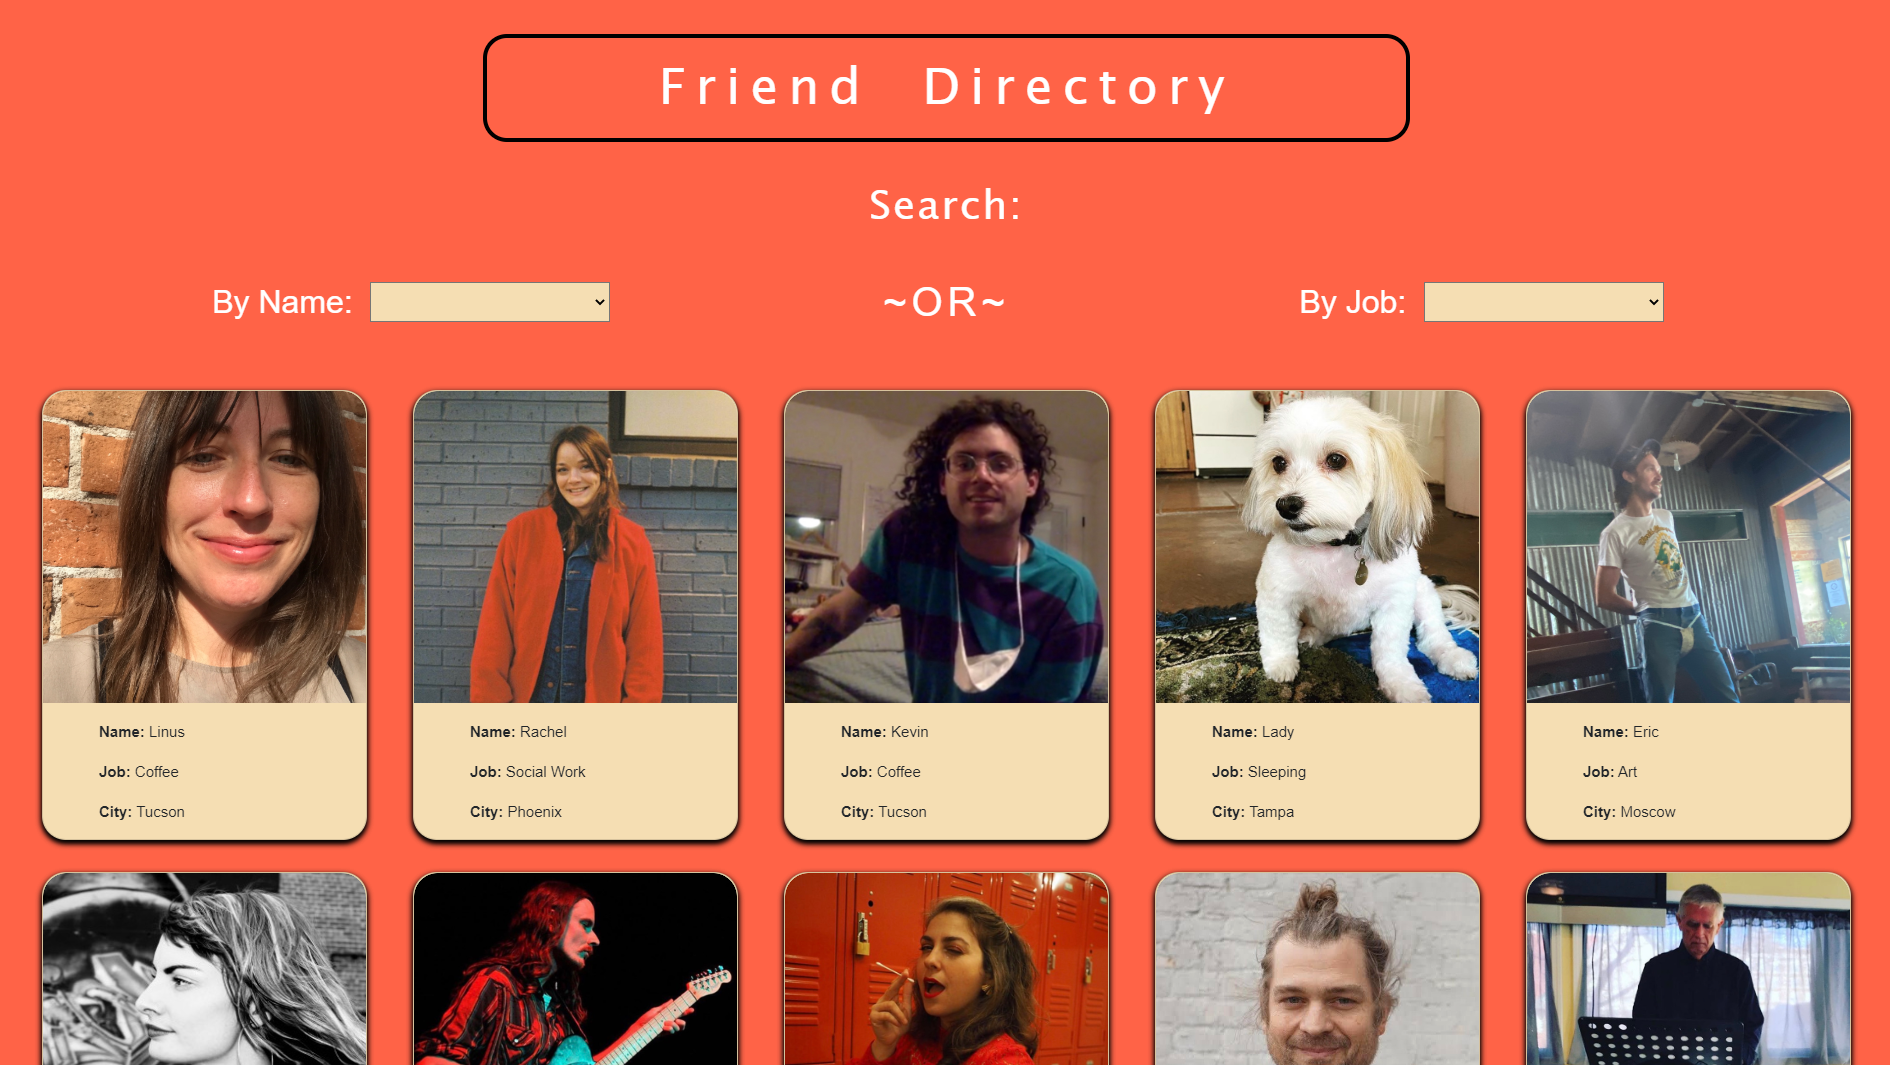 Friend Directory
Search:
By Name:
~OR~
By Job:
Name: Linus
Job: Coffee
City: Tucson
Name: Rachel
Job: Social Work
City: Phoenix
Name: Kevin
Job: Coffee
City: Tucson
Name: Lady
Job: Sleeping
City: Tampa
Name: Eric
Job: Art
City: Moscow